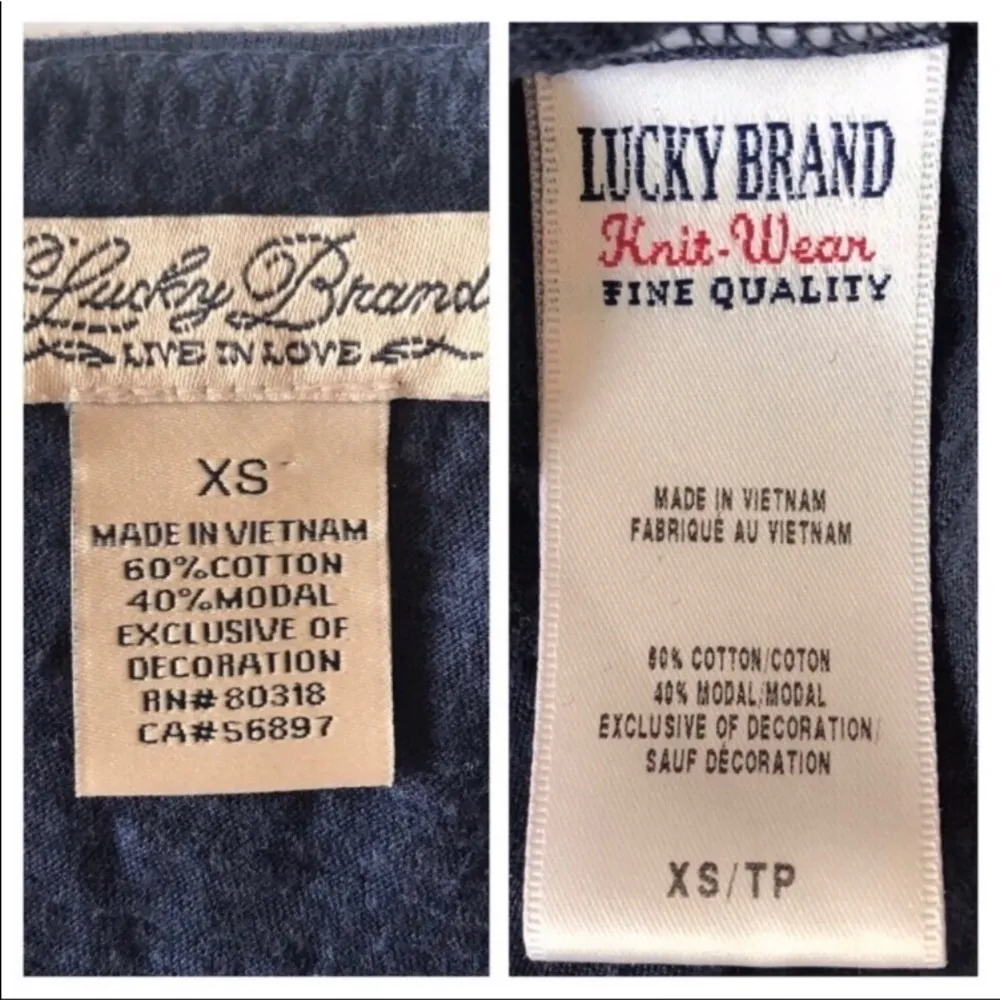 Lucky Brand
LIVE IN LOVE
XS
MADE IN VIETNAM
60%COTTON
40%MODAL
EXCLUSIVE OF
DECORATION
RN#80318
CA#56897
LUCKY BRAND
Knit-Wear
FINE QUALITY
MADE IN VIETNAM
FABRIQUÉ AU VIETNAM
60% COTTON/COTON
40% MODAL/MODAL
EXCLUSIVE OF DECORATION/
SAUF DÉCORATION
XS/TP